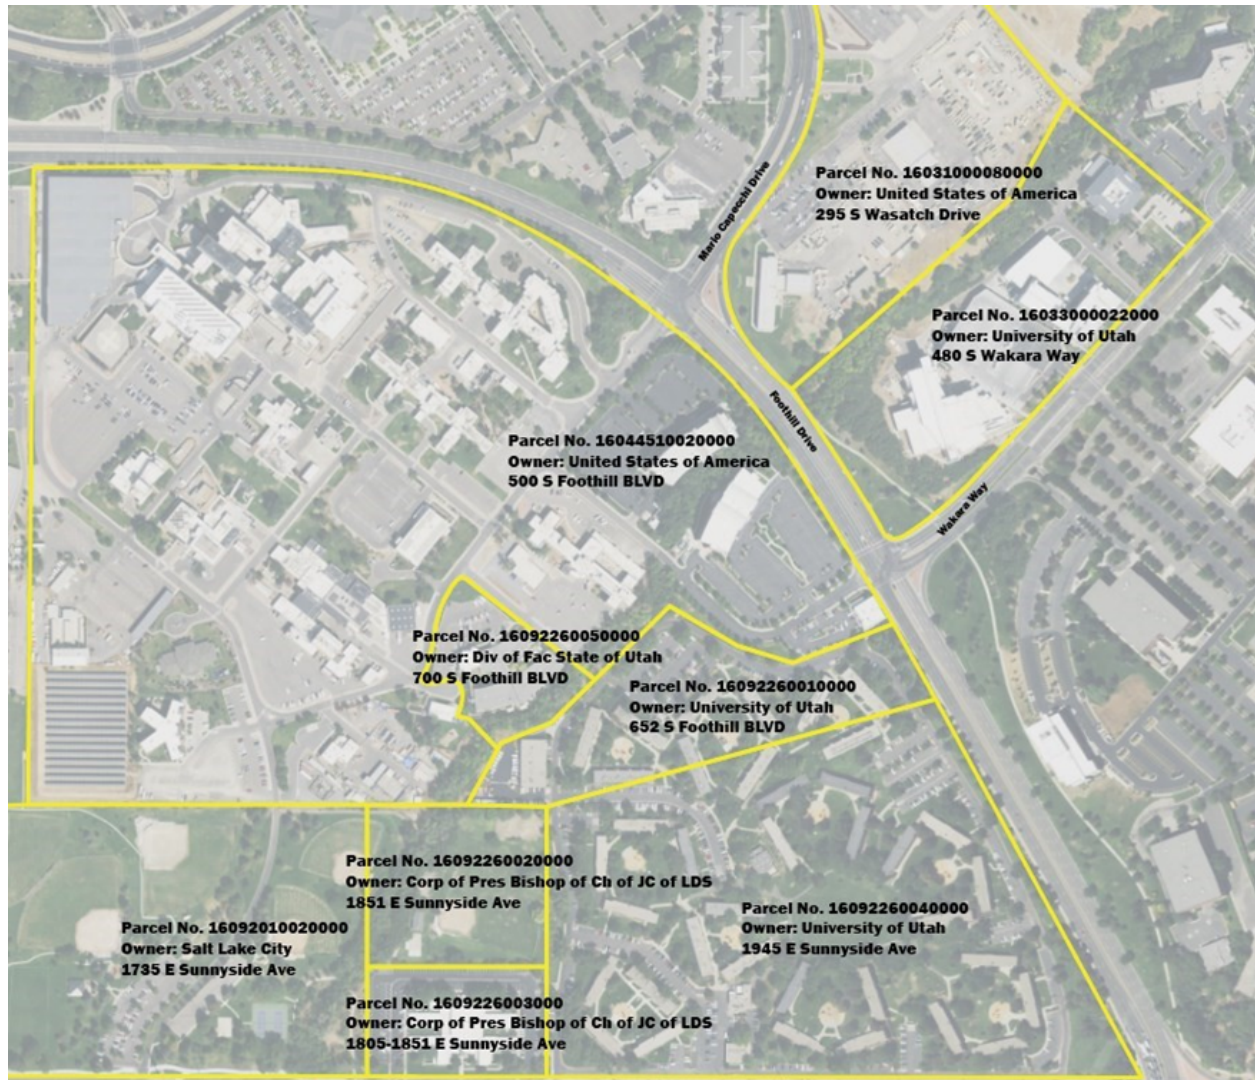 Mario Capecchi Drive
Parcel No. 16031000080000
Owner: United States of America
295 S Wasatch Drive
Parcel No. 16033000022000
Owner: University of Utah
480 S Wakara Way
Foothill Drive
Parcel No. 16044510020000
Owner: United States of America
500 S Foothill BLVD
Wakara Way
Parcel No. 16092260050000
Owner: Div of Fac State of Utah
700 S Foothill BLVD
Parcel No. 16092260010000
Owner: University of Utah
652 S Foothill BLVD
Parcel No. 16092260020000
Owner: Corp of Pres Bishop of Ch of JC of LDS
1851 E Sunnyside Ave
Parcel No. 16092010020000
Owner: Salt Lake City
1735 E Sunnyside Ave
Parcel No. 16092260040000
Owner: University of Utah
1945 E Sunnyside Ave
Parcel No. 1609226003000
Owner: Corp of Pres Bishop of Ch of JC of LDS
1805-1851 E Sunnyside Ave